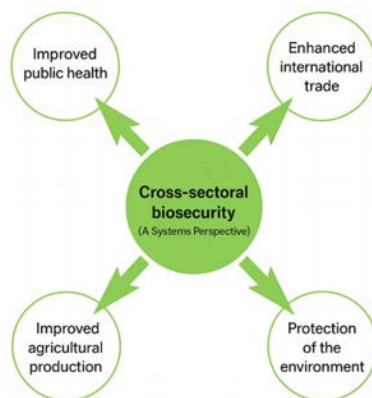 Improved
public health
Enhanced
international
trade
Cross-sectoral
biosecurity
(A Systems Perspective)
Improved
agricultural
production
Protection
of the
environment